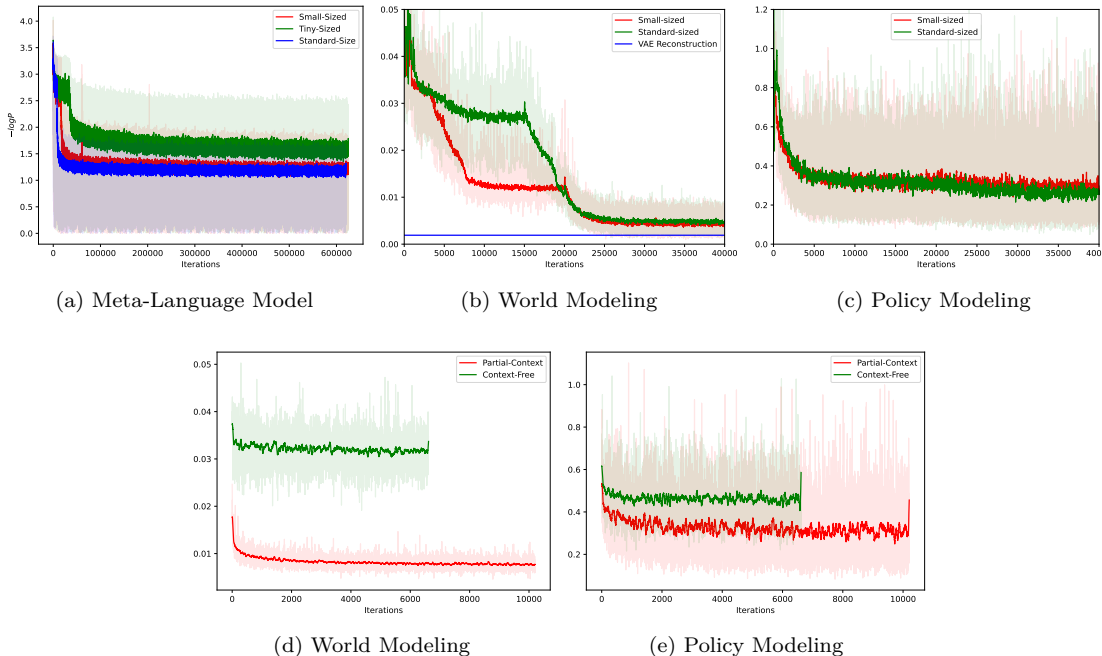 Small-Sized
Tiny-Sized
Standard-Size
4.0
3.5
3.0
2.5
2.0
1.5
1.0
0.5
0.0
−logP
0 100000 200000 300000 400000 500000 600000
Iterations
(a) Meta-Language Model
Small-sized
Standard-sized
VAE Reconstruction
0.05
0.04
0.03
0.02
0.01
0.00
0 5000 10000 15000 20000 25000 30000 35000 40000
Iterations
(b) World Modeling
Small-sized
Standard-sized
1.2
1.0
0.8
0.6
0.4
0.2
0.0
0 5000 10000 15000 20000 25000 30000 35000 4000
Iterations
(c) Policy Modeling
Partial-Context
Context-Free
0.05
0.04
0.03
0.02
0.01
0 2000 4000 6000 8000 10000
Iterations
(d) World Modeling
Partial-Context
Context-Free
1.0
0.8
0.6
0.4
0.2
0 2000 4000 6000 8000 10000
Iterations
(e) Policy Modeling